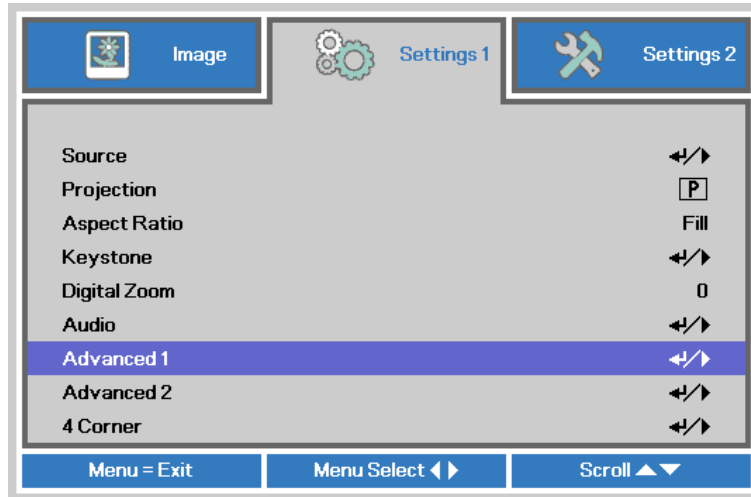 Image
Settings 1
Settings 2
Source
Projection P
Aspect Ratio Fill
Keystone
Digital Zoom 0
Audio
Advanced 1
Advanced 2
4 Corner
Menu = Exit
Menu Select
Scroll